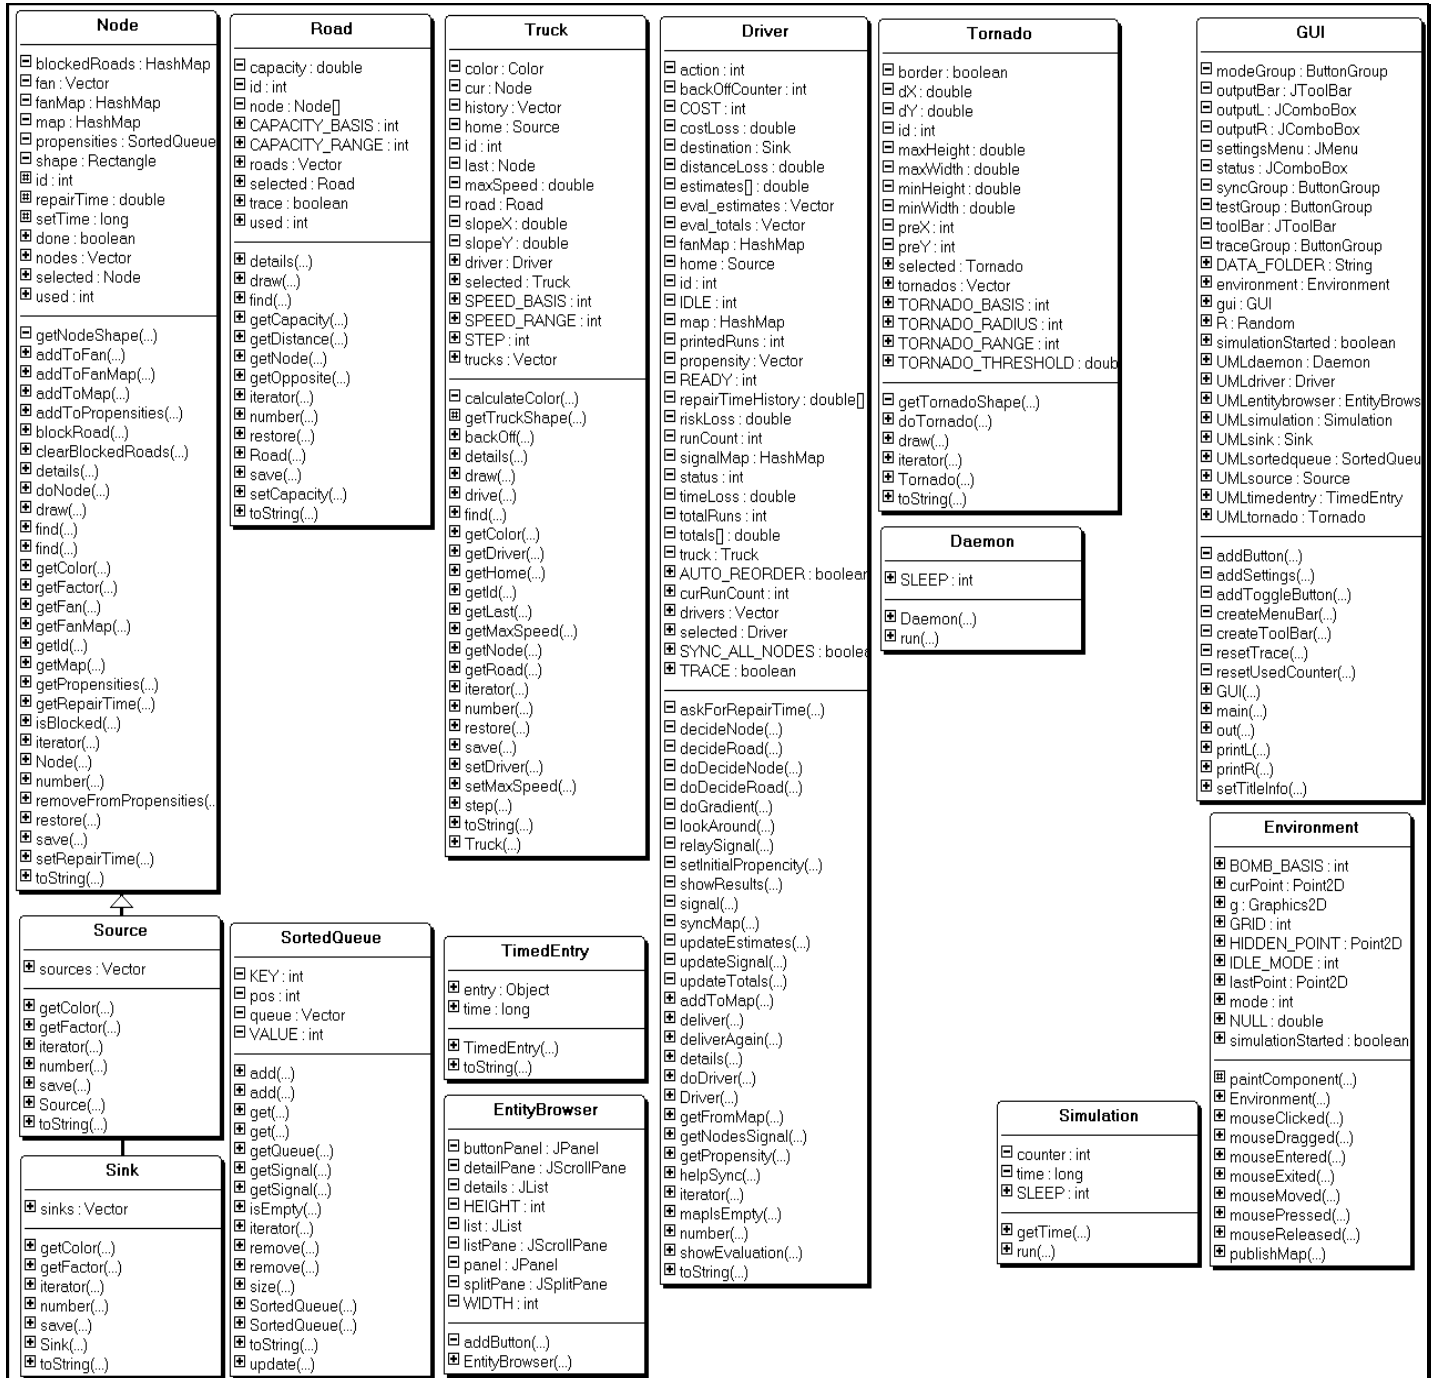 Node
blockedRoads : HashMap
fan : Vector
fanMap : HashMap
map : HashMap
propensities : SortedQueue
shape : Rectangle
id : int
repairTime : double
setTime : long
done : boolean
nodes : Vector
selected : Node
used : int
getNodeShape(...)
addToFan(...)
addToFanMap(...)
addToMap(...)
addToPropensities(...)
blockRoad(...)
clearBlockedRoads(...)
details(...)
doNode(...)
draw(...)
find(...)
find(...)
getColor(...)
getFactor(...)
getFan(...)
getFanMap(...)
getId(...)
getMap(...)
getPropensities(...)
getRepairTime(...)
isBlocked(...)
iterator(...)
Node(...)
number(...)
removeFromPropensities(..
restore(...)
save(...)
setRepairTime(...)
toString(...)
Source
sources : Vector
getColor(...)
getFactor(...)
iterator(...)
number(...)
save(...)
Source(...)
toString(...)
Sink
sinks : Vector
getColor(...)
getFactor(...)
iterator(...)
number(...)
save(...)
Sink(...)
toString(...)
Road
capacity : double
id : int
node : Node[]
CAPACITY_BASIS : int
CAPACITY_RANGE : int
roads : Vector
selected : Road
trace : boolean
used : int
details(...)
draw(...)
find(...)
getCapacity(...)
getDistance(...)
getNode(...)
getOpposite(...)
iterator(...)
number(...)
restore(...)
Road(...)
save(...)
setCapacity(...)
toString(...)
SortedQueue
KEY : int
pos : int
queue : Vector
VALUE : int
add(...)
add(...)
get(...)
get(...)
getQueue(...)
getSignal(...)
getSignal(...)
isEmpty(...)
iterator(...)
remove(...)
remove(...)
size(...)
SortedQueue(...)
SortedQueue(...)
toString(...)
update(...)
Truck
color : Color
cur : Node
history : Vector
home : Source
id : int
last : Node
maxSpeed : double
road : Road
slopeX : double
slopeY : double
driver : Driver
selected : Truck
SPEED_BASIS : int
SPEED_RANGE : int
STEP : int
trucks : Vector
calculateColor(...)
getTruckShape(...)
backOff(...)
details(...)
draw(...)
drive(...)
find(...)
getColor(...)
getDriver(...)
getHome(...)
getId(...)
getLast(...)
getMaxSpeed(...)
getNode(...)
getRoad(...)
iterator(...)
number(...)
restore(...)
save(...)
setDriver(...)
setMaxSpeed(...)
step(...)
toString(...)
Truck(...)
TimedEntry
entry : Object
time : long
TimedEntry(...)
toString(...)
EntityBrowser
buttonPanel : JPanel
detailPane : JScrollPane
details : JList
HEIGHT : int
list : JList
listPane : JScrollPane
panel : JPanel
splitPane : JSplitPane
WIDTH : int
addButton(...)
EntityBrowser(...)
Driver
action : int
backOffCounter : int
COST : int
costLoss : double
destination : Sink
distanceLoss : double
estimates[] : double
eval_estimates : Vector
eval_totals : Vector
fanMap : HashMap
home : Source
id : int
IDLE : int
map : HashMap
printedRuns : int
propensity : Vector
READY : int
repairTimeHistory : double[]
riskLoss : double
runCount : int
signalMap : HashMap
status : int
timeLoss : double
totalRuns : int
totals[] : double
truck : Truck
AUTO_REORDER : boolean
curRunCount : int
drivers : Vector
selected : Driver
SYNC_ALL_NODES : boolea
TRACE : boolean
askForRepairTime(...)
decideNode(...)
decideRoad(...)
doDecideNode(...)
doDecideRoad(...)
doGradient(...)
lookAround(...)
relaySignal(...)
setInitialPropencity(...)
showResults(...)
signal(...)
syncMap(...)
updateEstimates(...)
updateSignal(...)
updateTotals(...)
addToMap(...)
deliver(...)
deliverAgain(...)
details(...)
doDriver(...)
Driver(...)
getFromMap(...)
getNodesSignal(...)
getPropensity(...)
helpSync(...)
iterator(...)
mapIsEmpty(...)
number(...)
showEvaluation(...)
toString(...)
Tornado
border : boolean
dX : double
dY : double
id : int
maxHeight : double
maxWidth : double
minHeight : double
minWidth : double
preX : int
preY : int
selected : Tornado
tornados : Vector
TORNADO_BASIS : int
TORNADO_RADIUS : int
TORNADO_RANGE : int
TORNADO_THRESHOLD : doub
getTornadoShape(...)
doTornado(...)
draw(...)
iterator(...)
Tornado(...)
toString(...)
Daemon
SLEEP : int
Daemon(...)
run(...)
Simulation
counter : int
time : long
SLEEP : int
getTime(...)
run(...)
GUI
modeGroup : ButtonGroup
outputBar : JToolBar
outputL : JComboBox
outputR : JComboBox
settingsMenu : JMenu
status : JComboBox
syncGroup : ButtonGroup
testGroup : ButtonGroup
toolBar : JToolBar
traceGroup : ButtonGroup
DATA_FOLDER : String
environment : Environment
gui : GUI
R : Random
simulationStarted : boolean
UMLdaemon : Daemon
UMLdriver : Driver
UMLentitybrowser : EntityBrows
UMLsimulation : Simulation
UMLsink : Sink
UMLsortedqueue : SortedQueu
UMLsource : Source
UMLtimedentry : TimedEntry
UMLtornado : Tornado
addButton(...)
addSettings(...)
addToggleButton(...)
createMenuBar(...)
createToolBar(...)
resetTrace(...)
resetUsedCounter(...)
GUI(...)
main(...)
out(...)
printL(...)
printR(...)
setTitleInfo(...)
Environment
BOMB_BASIS : int
curPoint : Point2D
g : Graphics2D
GRID : int
HIDDEN_POINT : Point2D
IDLE_MODE : int
lastPoint : Point2D
mode : int
NULL : double
simulationStarted : boolean
paintComponent(...)
Environment(...)
mouseClicked(...)
mouseDragged(...)
mouseEntered(...)
mouseExited(...)
mouseMoved(...)
mousePressed(...)
mouseReleased(...)
publishMap(...)